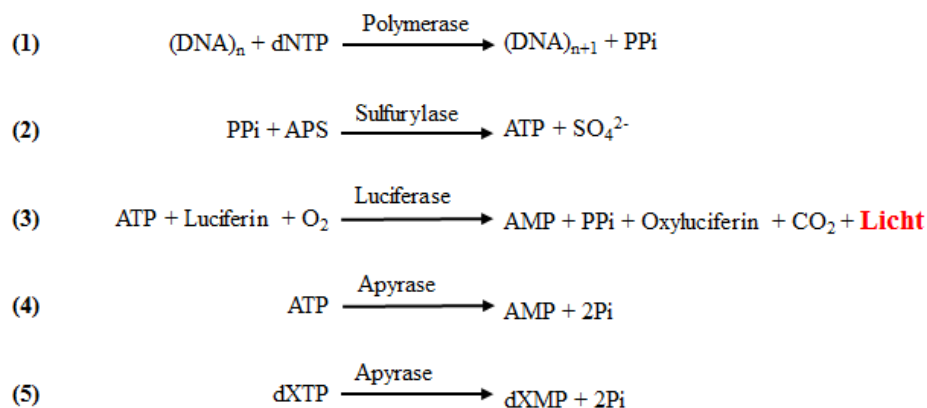 (1) (DNA)ₙ + dNTP Polymerase (DNA)ₙ₊₁ + PPi
(2) PPi + APS Sulfurylase ATP + SO₄²⁻
(3) ATP + Luciferin + O₂ Luciferase AMP + PPi + Oxyluciferin + CO₂ + Licht
(4) ATP Apyrase AMP + 2Pi
(5) dXTP Apyrase dXMP + 2Pi